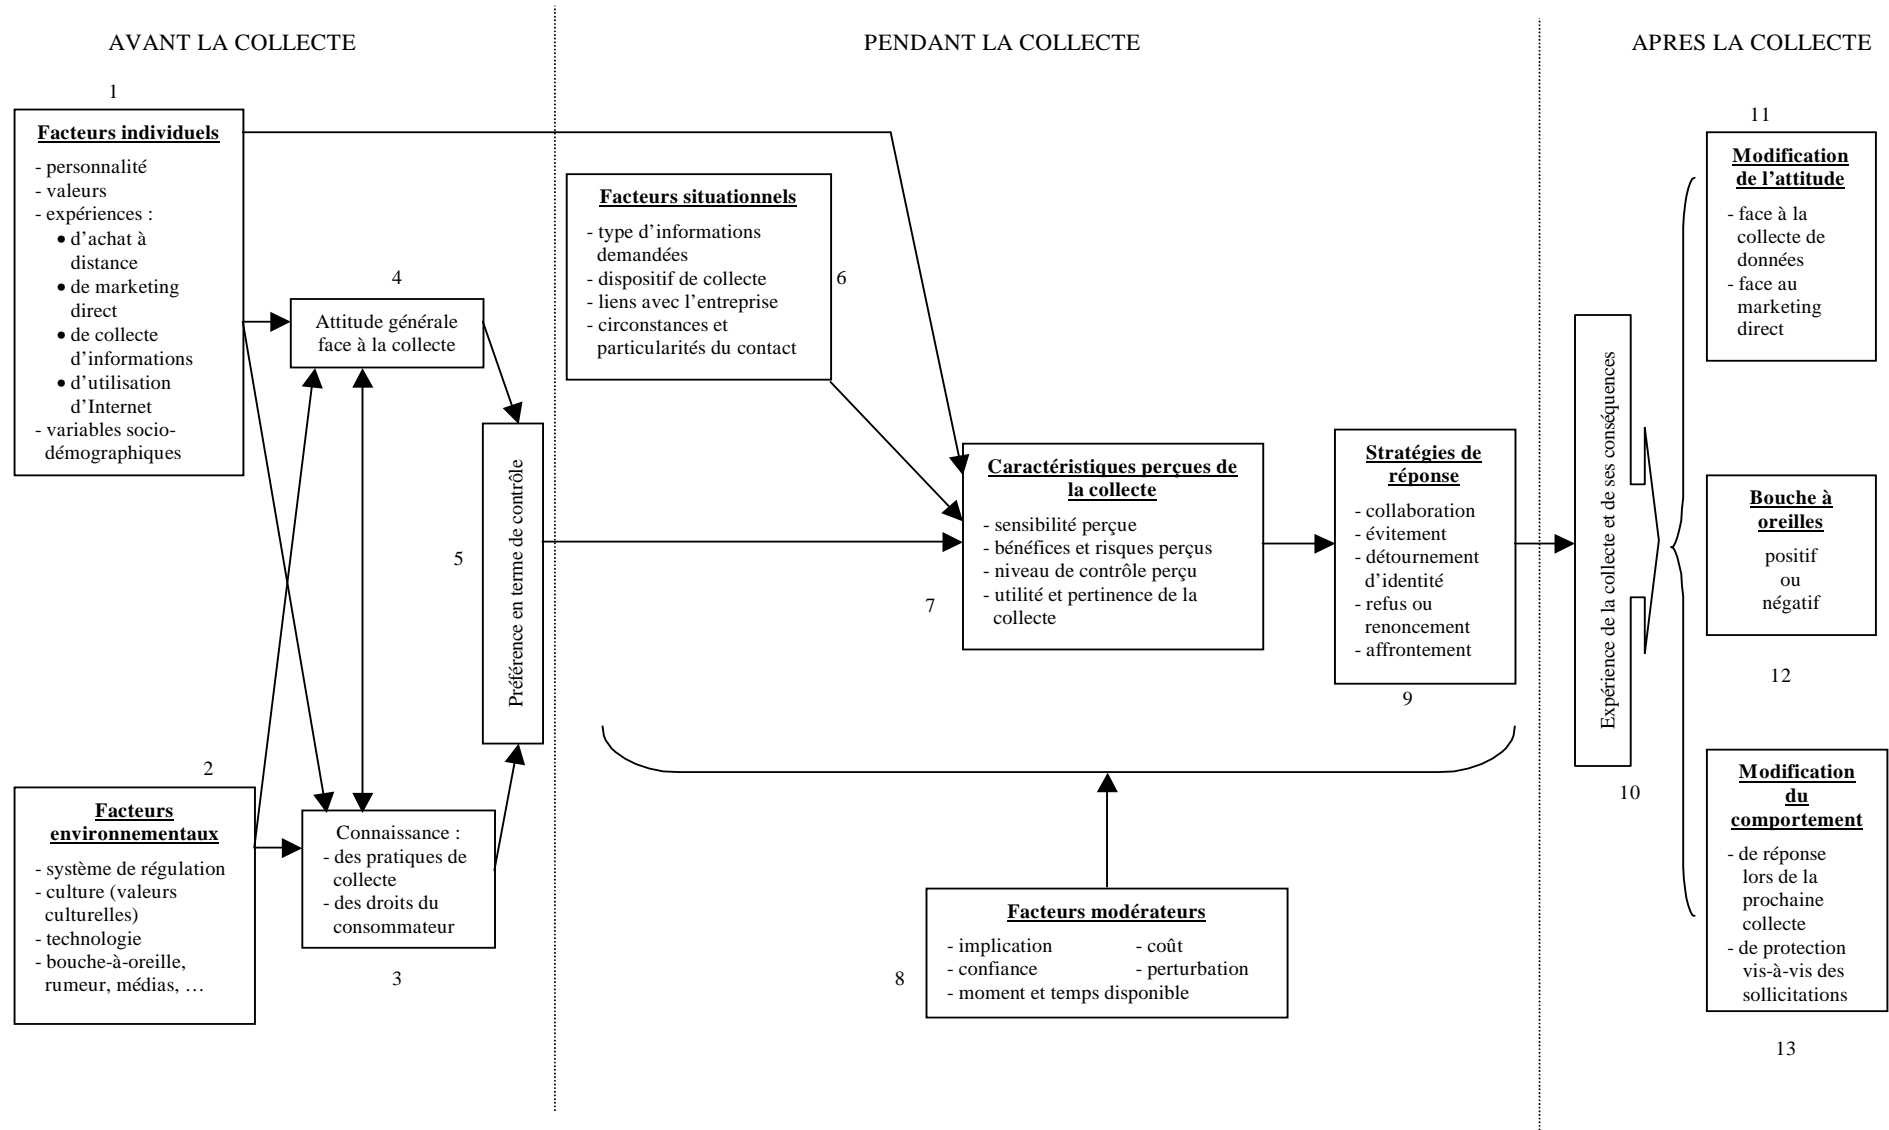 AVANT LA COLLECTE
PENDANT LA COLLECTE
APRES LA COLLECTE
1
Facteurs individuels
- personnalité
- valeurs
- expériences :
• d’achat à
distance
• de marketing
direct
• de collecte
d’informations
• d’utilisation
d’Internet
- variables socio-
démographiques
2
Facteurs
environnementaux
- système de régulation
- culture (valeurs
culturelles)
- technologie
- bouche-à-oreille,
rumeur, médias, …
4
Attitude générale
face à la collecte
Connaissance :
- des pratiques de
collecte
- des droits du
consommateur
3
5
Préférence en terme de contrôle
Facteurs situationnels
- type d’informations
demandées
- dispositif de collecte
- liens avec l’entreprise
- circonstances et
particularités du contact
6
Caractéristiques perçues de
la collecte
- sensibilité perçue
- bénéfices et risques perçus
- niveau de contrôle perçu
- utilité et pertinence de la
collecte
7
Facteurs modérateurs
- implication - coût
- confiance - perturbation
- moment et temps disponible
8
Stratégies de
réponse
- collaboration
- évitement
- détournement
d’identité
- refus ou
renoncement
- affrontement
9
Expérience de la collecte et de ses conséquences
10
11
Modification
de l’attitude
- face à la
collecte de
données
- face au
marketing
direct
Bouche à
oreilles
positif
ou
négatif
12
Modification
du
comportement
- de réponse
lors de la
prochaine
collecte
- de protection
vis-à-vis des
sollicitations
13